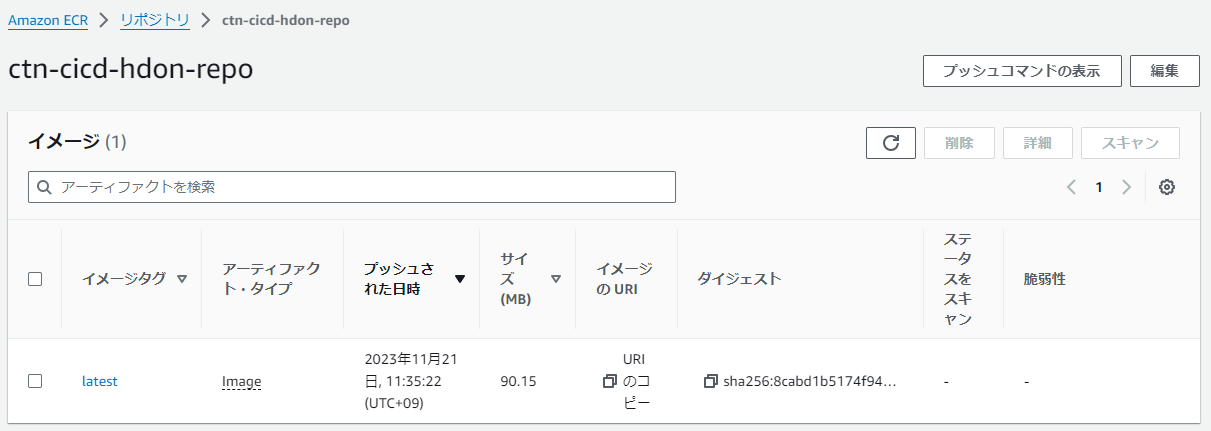 Amazon ECR > リポジトリ > ctn-cicd-hdon-repo
ctn-cicd-hdon-repo
プッシュコマンドの表示
編集
イメージ (1)
削除
詳細
スキャン
アーティファクトを検索
1
イメージタグ
アーティファク
ト・タイプ
プッシュさ
れた日時
サイ
ズ
(MB)
イメージ
の URI
ダイジェスト
ステ
ータ
スを
スキ
ャン
脆弱性
latest
Image
2023年11月21
日, 11:35:22
(UTC+09)
90.15
URI
のコ
ピー
sha256:8cabd1b5174f94...
-
-